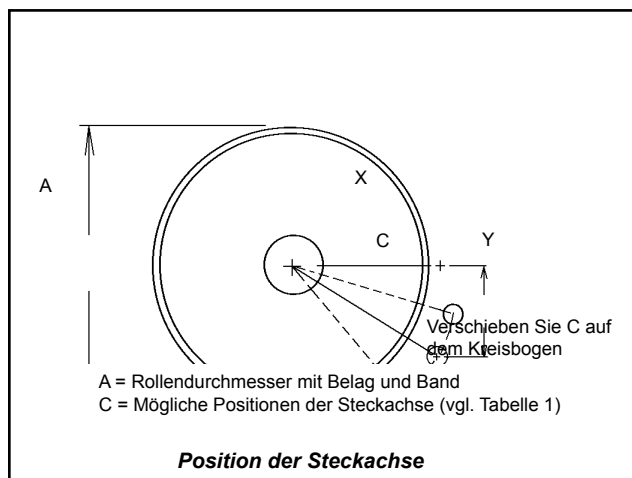 X
A
C
Y
Verschieben Sie C auf
dem Kreisbogen
A = Rollendurchmesser mit Belag und Band
C = Mögliche Positionen der Steckachse (vgl. Tabelle 1)
Position der Steckachse